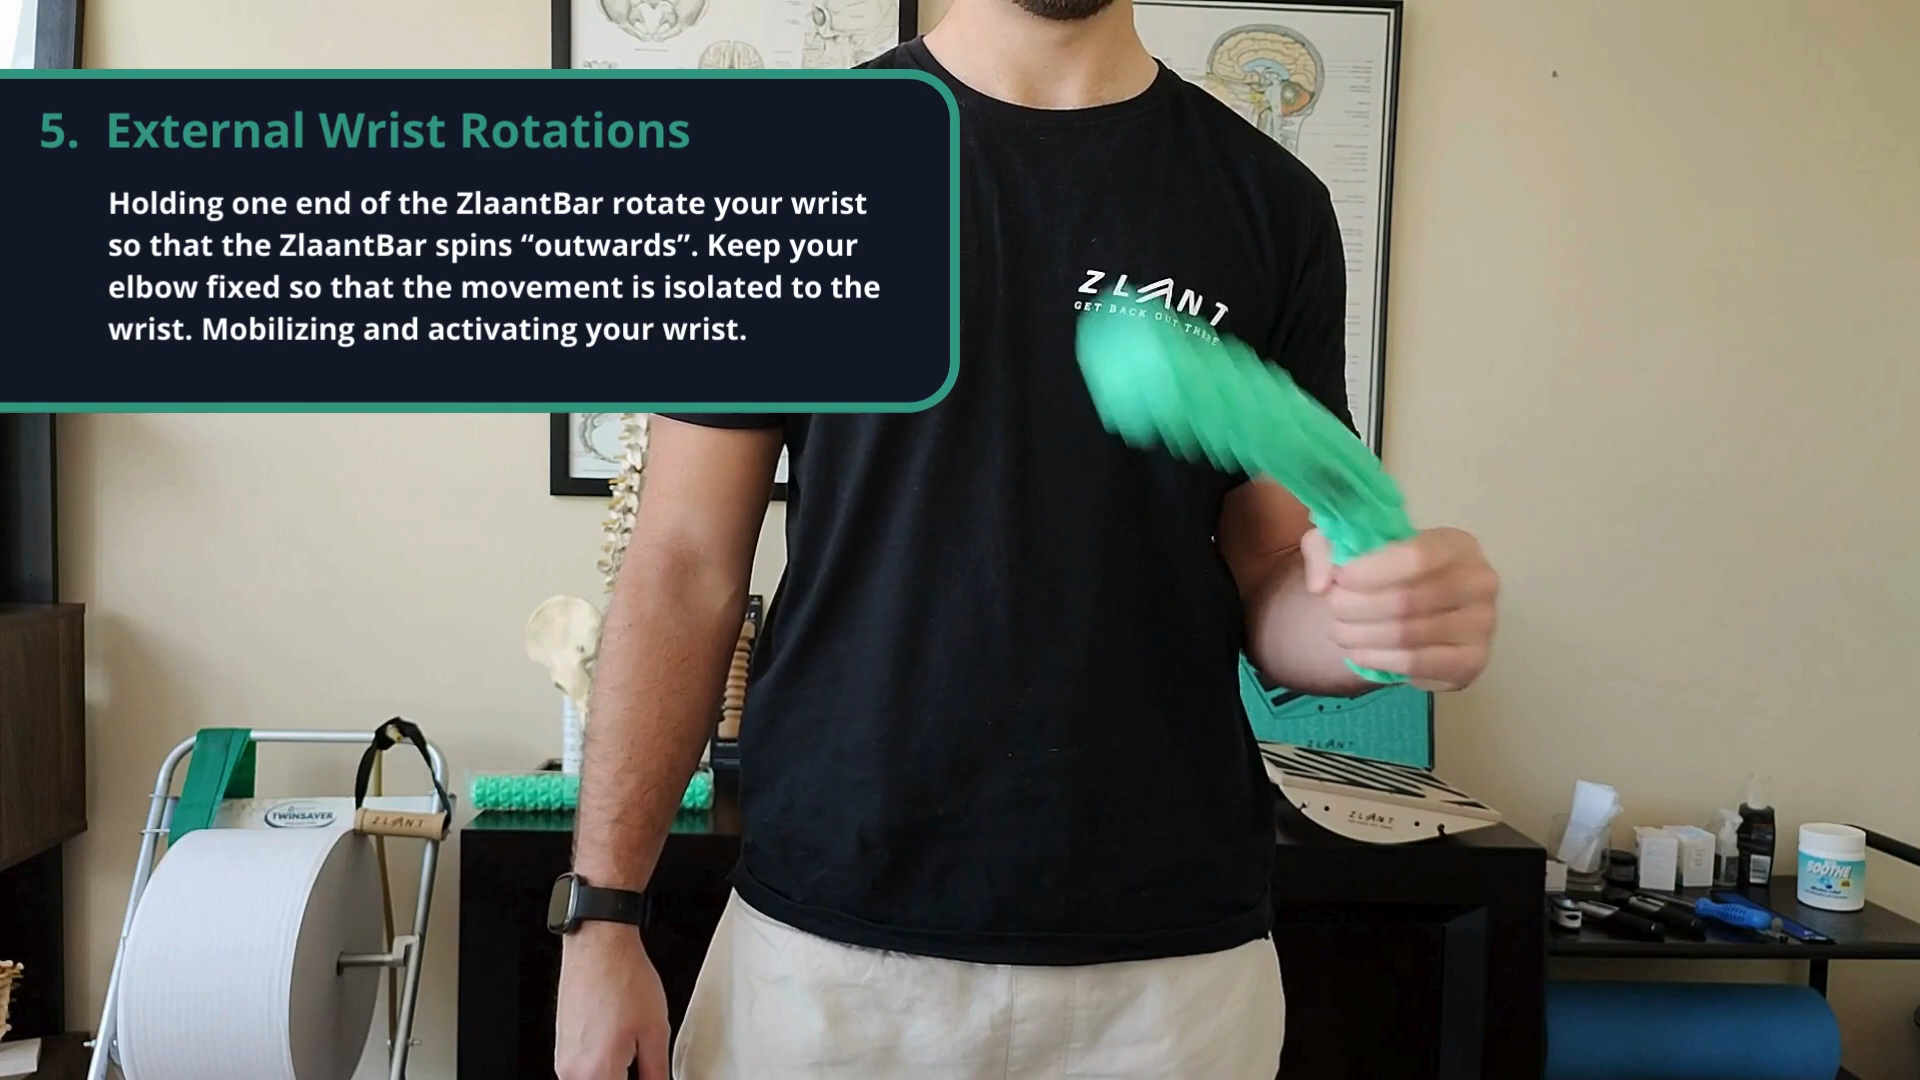 5. External Wrist Rotations
Holding one end of the ZlaantBar rotate your wrist
so that the ZlaantBar spins “outwards”. Keep your
elbow fixed so that the movement is isolated to the
wrist. Mobilizing and activating your wrist.
ZLANT
GET BACK OUT THERE
TWINSAVER
ZLANT
ZLANT
ZLANT
SOOTHE